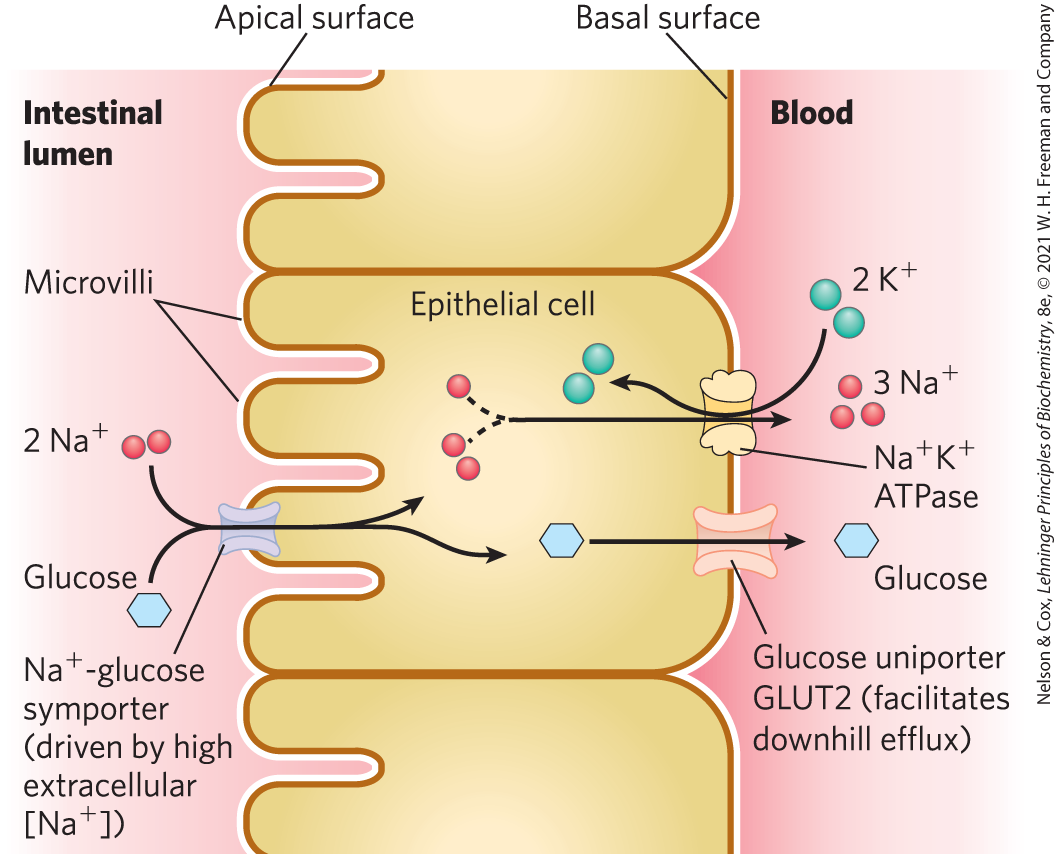 Apical surface
Basal surface
Intestinal
lumen
Blood
Microvilli
Epithelial cell
2 K⁺
3 Na⁺
2 Na⁺
Na⁺K⁺
ATPase
Glucose
Glucose
Na⁺-glucose
symporter
(driven by high
extracellular
[Na⁺])
Glucose uniporter
GLUT2 (facilitates
downhill efflux)
Nelson & Cox, Lehninger Principles of Biochemistry, 8e, © 2021 W. H. Freeman and Company